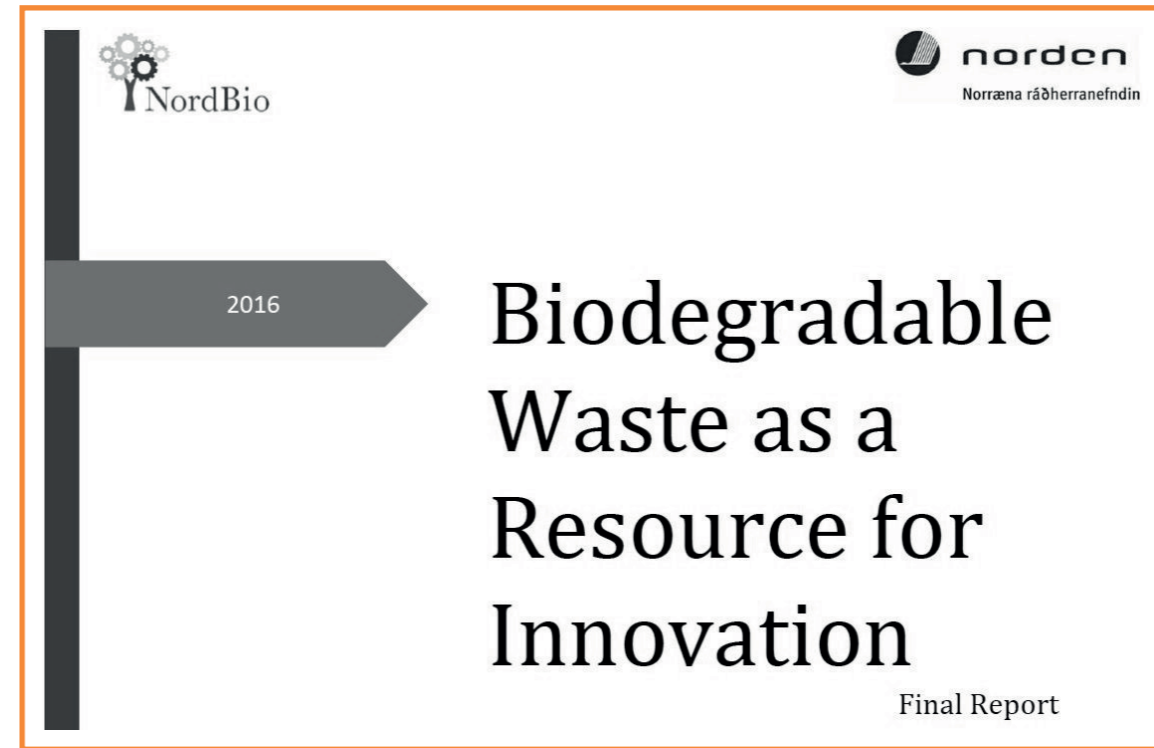 NordBio
norden
Norræna ráðherranefndin
2016
Biodegradable
Waste as a
Resource for
Innovation
Final Report